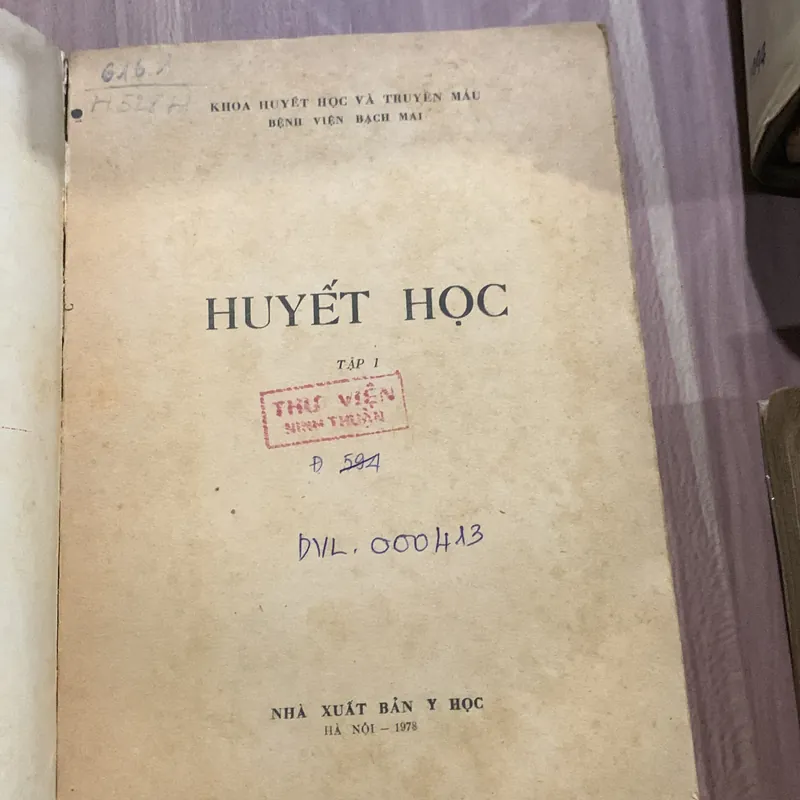 616.1
H528H
KHOA HUYẾT HỌC VÀ TRUYỀN MÁU
BỆNH VIỆN BẠCH MAI
HUYẾT HỌC
TẬP 1
THƯ VIỆN
NINH THUẬN
Đ 594
DVL. 000413
NHÀ XUẤT BẢN Y HỌC
HÀ NỘI – 1978